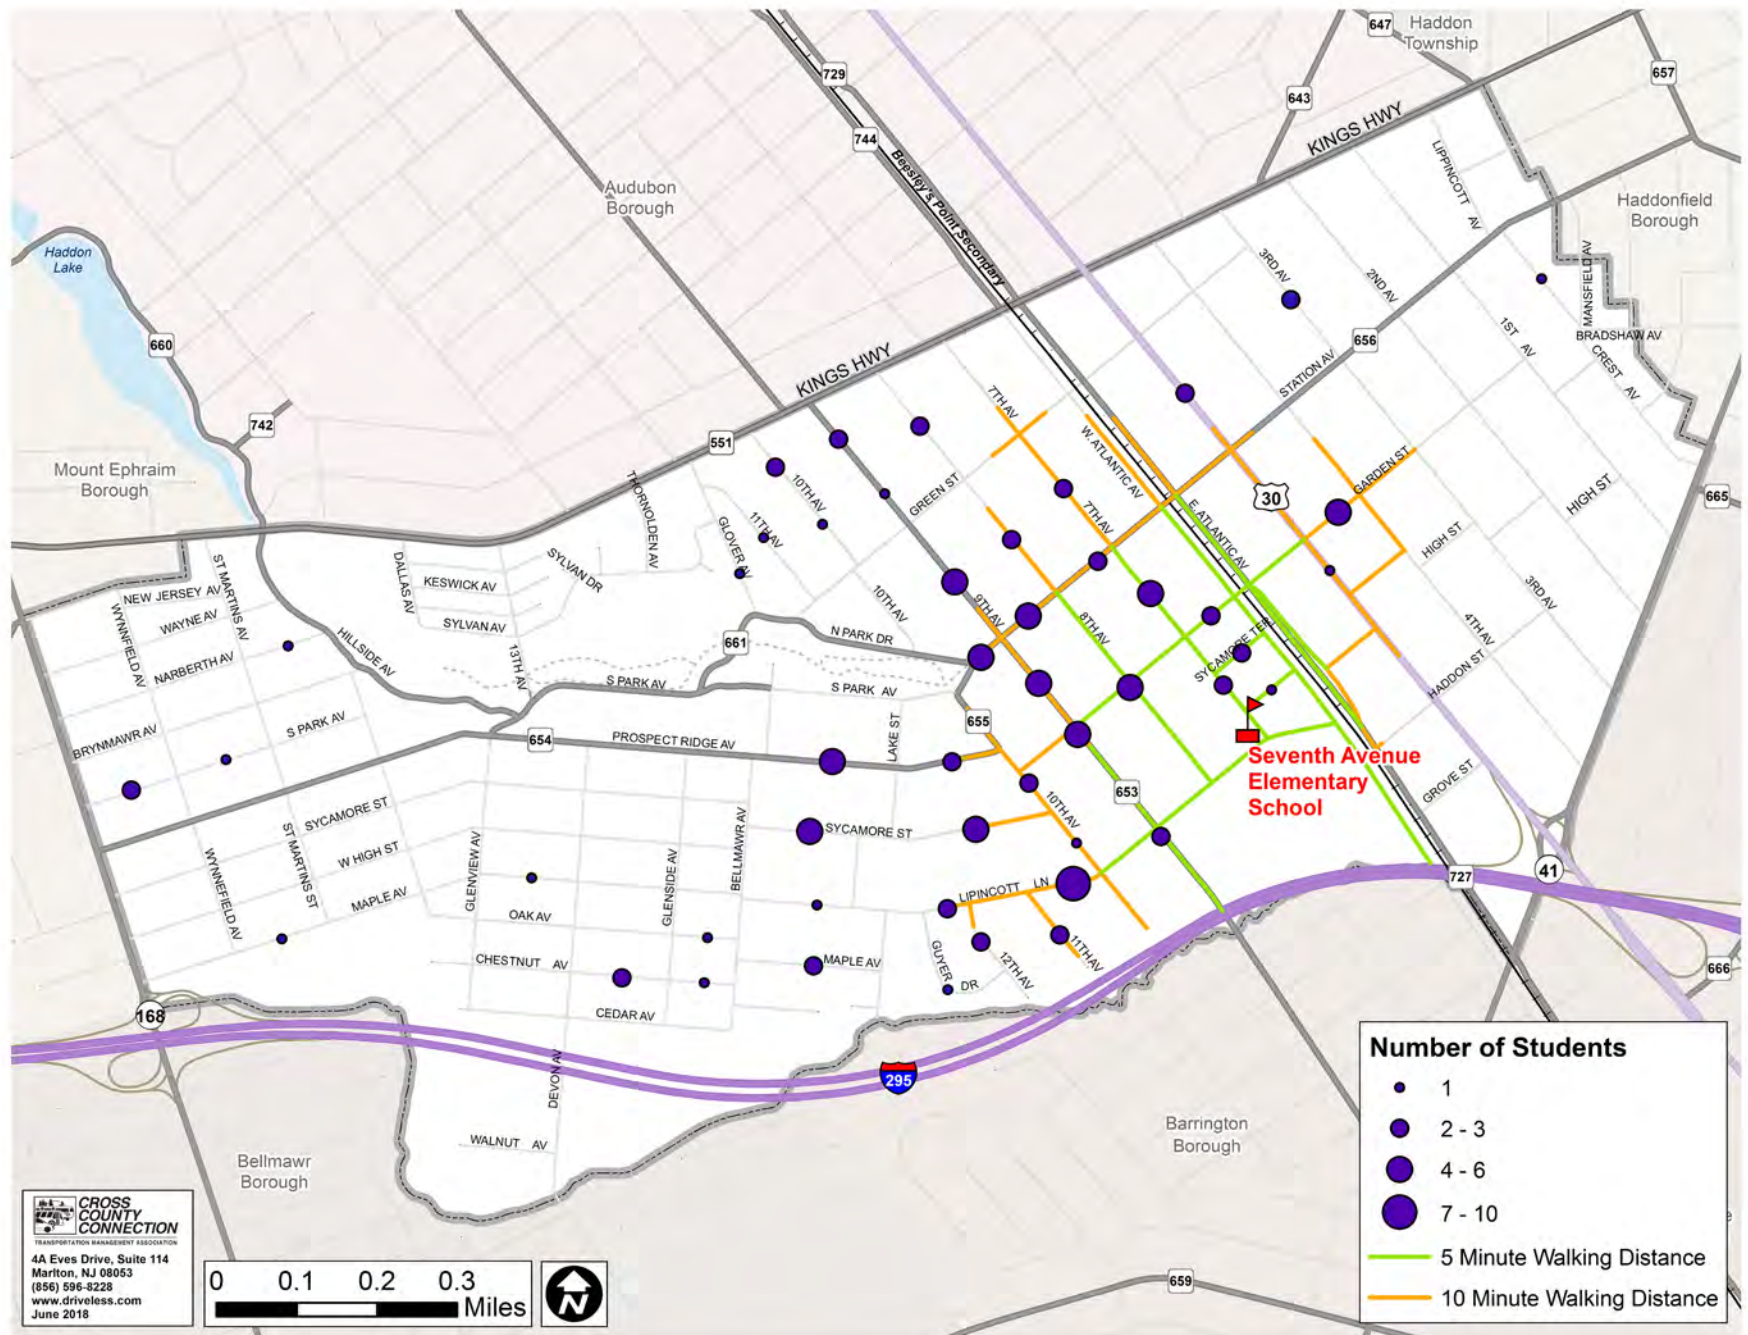 647
Haddon
Township
657
729
643
744
KINGS HWY
LIPPINCOTT AV
Beesley's Point Secondary
Audubon
Borough
Haddonfield
Borough
Haddon
Lake
3RD AV
2ND AV
MANSFIELD AV
660
656
1ST AV
BRADSHAW AV
KINGS HWY
STATION AV
CREST AV
742
551
7TH AV
W. ATLANTIC AV
Mount Ephraim
Borough
THORNOLDEN AV
10TH AV
GREEN ST
GARDEN ST
30
HIGH ST
665
GLOVER AV
11TH AV
7TH AV
E. ATLANTIC AV
HIGH ST
ST MARTINS AV
DALLAS AV
KESWICK AV
SYLVAN DR
NEW JERSEY AV
WYNNFIELD AV
WAYNE AV
SYLVAN AV
10TH AV
9TH AV
8TH AV
3RD AV
4TH AV
HILLSIDE AV
661
N PARK DR
SYCAMORE TER
NARBERTH AV
13TH AV
S PARK AV
S PARK AV
HADDON ST
BRYNMAWR AV
S PARK AV
654
PROSPECT RIDGE AV
LAKE ST
655
Seventh Avenue
Elementary
School
GROVE ST
653
SYCAMORE ST
ST MARTINS ST
W HIGH ST
WYNNEFIELD AV
MAPLE AV
GLENVIEW AV
GLENSIDE AV
BELLMAWR AV
SYCAMORE ST
10TH AV
LIPINCOTT LN
727
41
OAK AV
CHESTNUT AV
MAPLE AV
GUYER DR
12TH AV
11TH AV
666
168
CEDAR AV
DEVON AV
295
WALNUT AV
Bellmawr
Borough
Barrington
Borough
659
Number of Students
1
2 - 3
4 - 6
7 - 10
5 Minute Walking Distance
10 Minute Walking Distance
CROSS
COUNTY
CONNECTION
TRANSPORTATION MANAGEMENT ASSOCIATION
4A Eves Drive, Suite 114
Marlton, NJ 08053
(856) 596-8228
www.driveless.com
June 2018
0 0.1 0.2 0.3
Miles
N